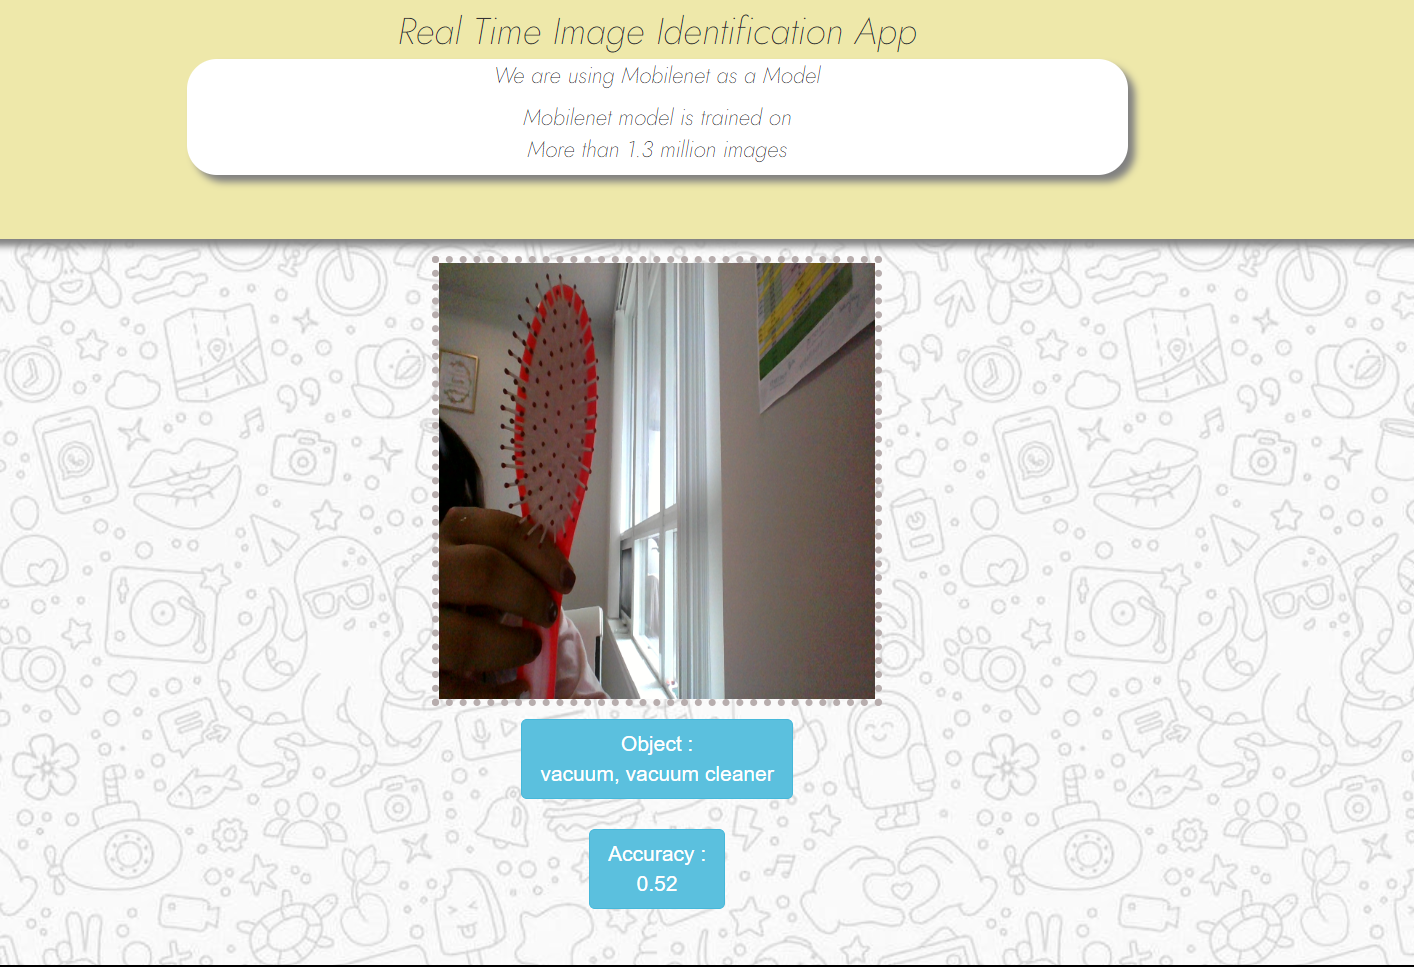 Real Time Image Identification App
We are using Mobilenet as a Model
Mobilenet model is trained on
More than 1.3 million images
Object :
vacuum, vacuum cleaner
Accuracy :
0.52